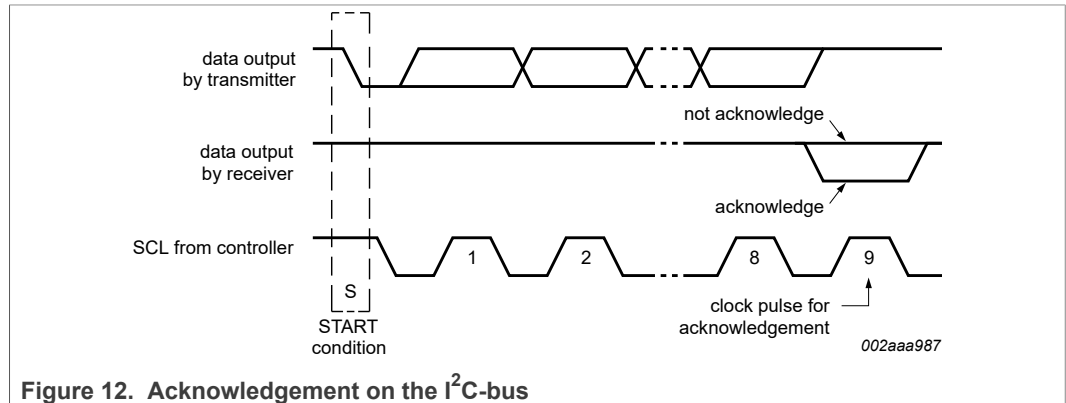 data output
by transmitter
not acknowledge
data output
by receiver
acknowledge
SCL from controller
1
2
8
9
S
START
condition
clock pulse for
acknowledgement
002aaa987
Figure 12. Acknowledgement on the I²C-bus